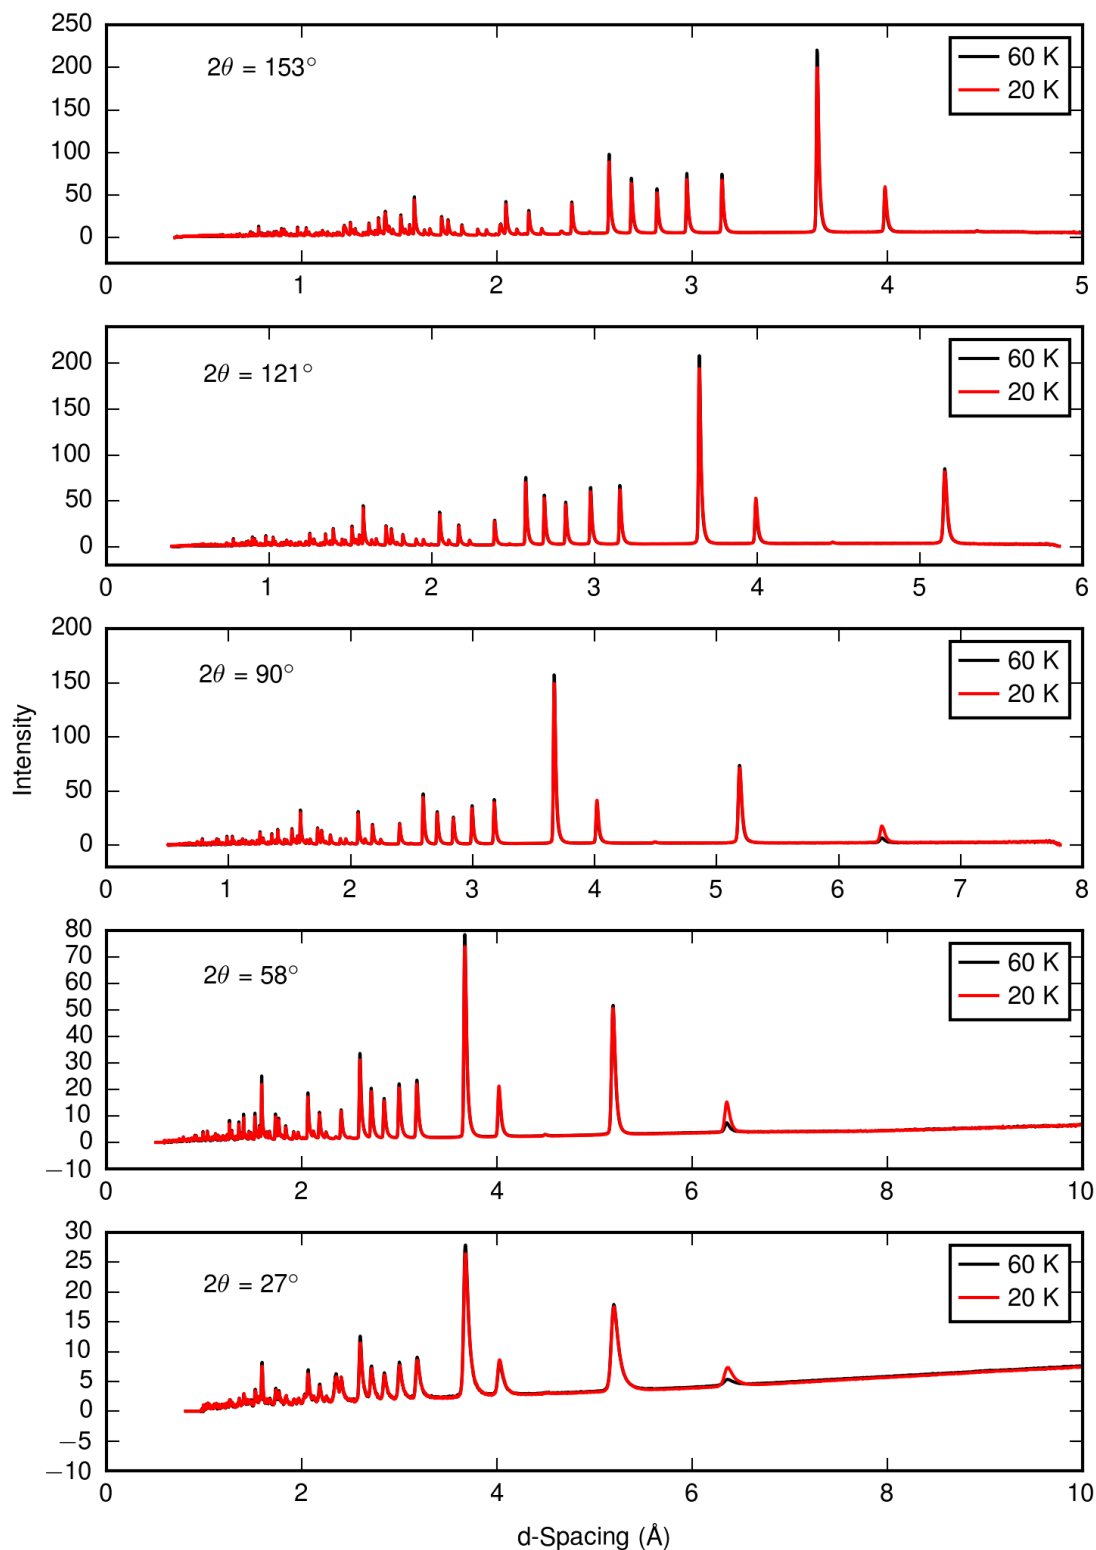 250
200
150
100
50
0
2θ = 153°
60 K
20 K
0 1 2 3 4 5
200
150
100
50
0
2θ = 121°
60 K
20 K
0 1 2 3 4 5 6
Intensity
200
150
100
50
0
2θ = 90°
60 K
20 K
0 1 2 3 4 5 6 7 8
80
70
60
50
40
30
20
10
0
−10
2θ = 58°
60 K
20 K
0 2 4 6 8 10
30
25
20
15
10
5
0
−5
−10
2θ = 27°
60 K
20 K
0 2 4 6 8 10
d-Spacing (Å)